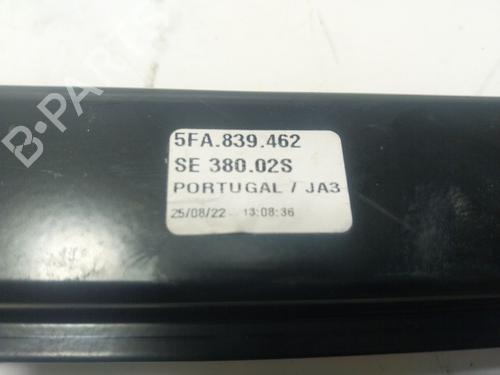 5FA.839.462
SE 380.02S
PORTUGAL / JA3
25/08/22 13:08:36
B-PARTS